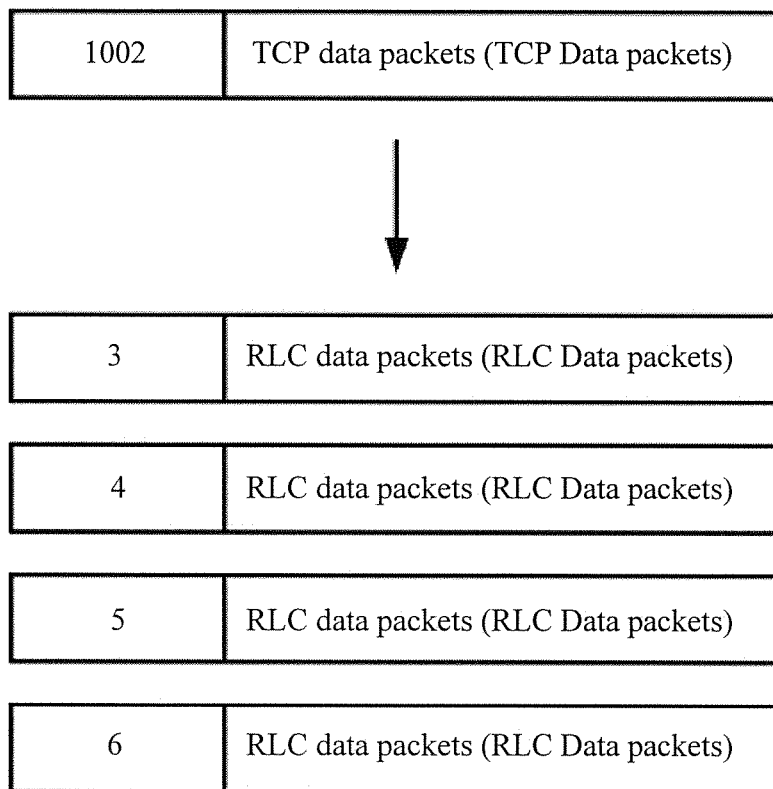 1002 TCP data packets (TCP Data packets)
3 RLC data packets (RLC Data packets)
4 RLC data packets (RLC Data packets)
5 RLC data packets (RLC Data packets)
6 RLC data packets (RLC Data packets)